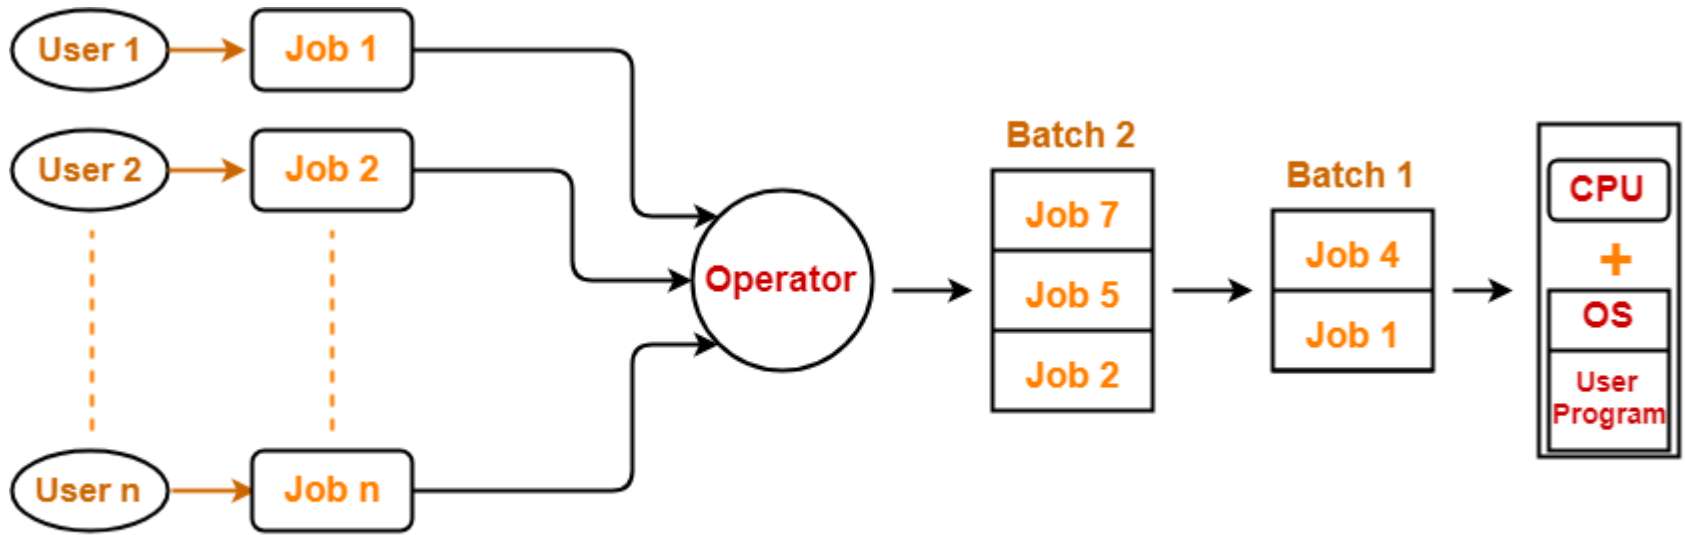 User 1
Job 1
User 2
Job 2
User n
Job n
Operator
Batch 2
Job 7
Job 5
Job 2
Batch 1
Job 4
Job 1
CPU
+
OS
User
Program